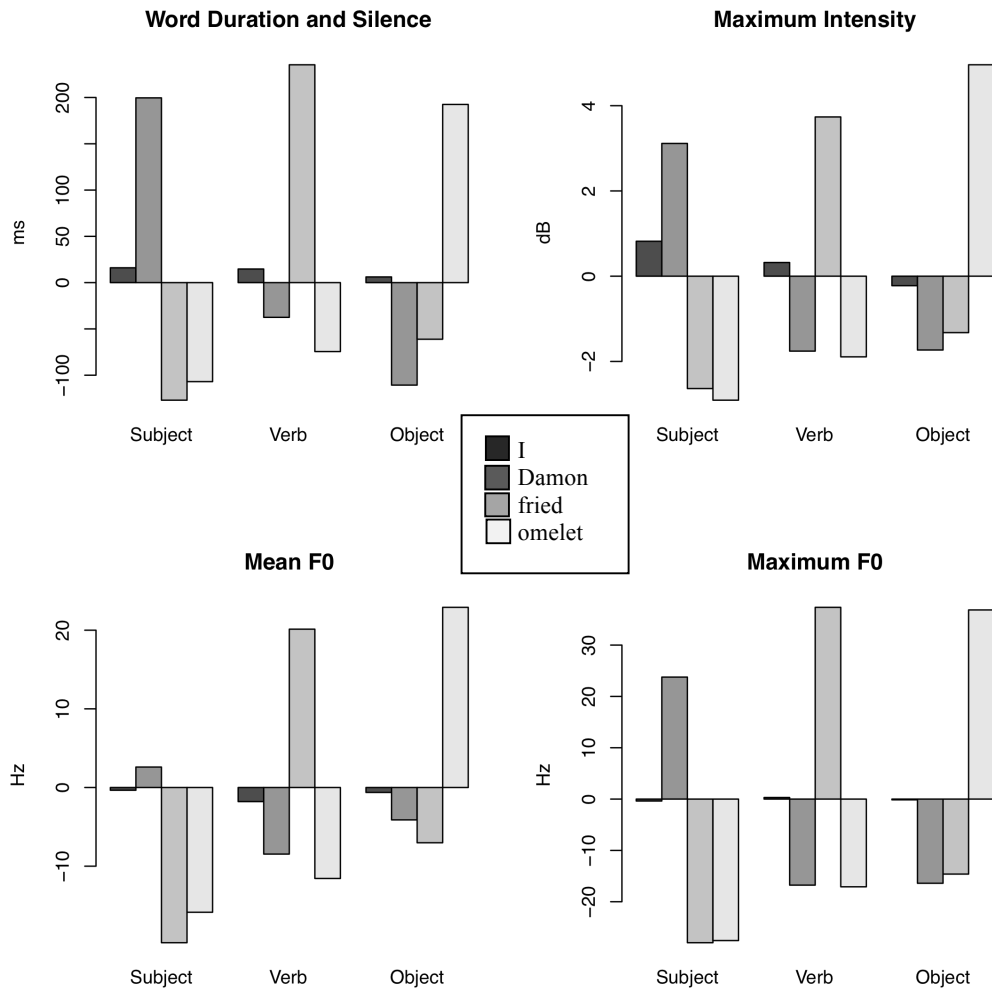 Word Duration and Silence
ms
200
100
50
0
−100
Subject Verb Object
Maximum Intensity
dB
4
2
0
−2
Subject Verb Object
I
Damon
fried
omelet
Mean F0
Hz
20
10
0
−10
Subject Verb Object
Maximum F0
Hz
30
20
10
0
−10
−20
Subject Verb Object